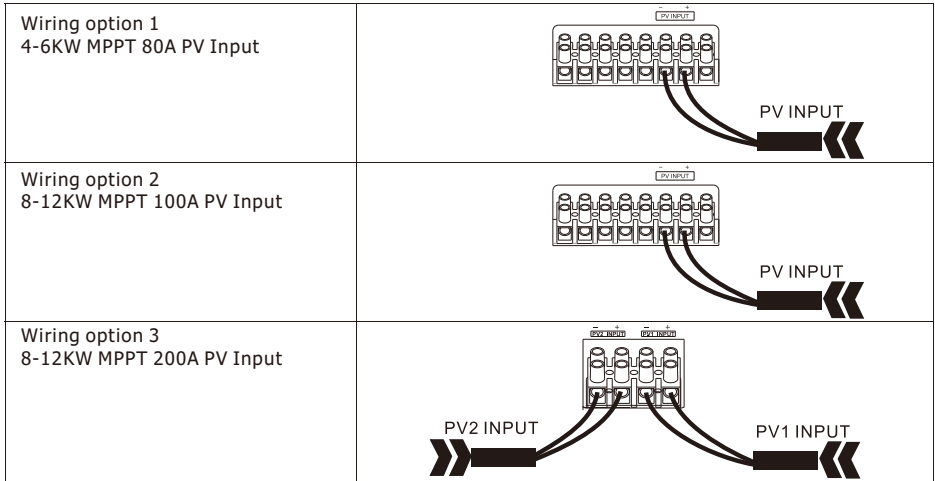 Wiring option 1
4-6KW MPPT 80A PV Input
- +
PV INPUT
PV INPUT
Wiring option 2
8-12KW MPPT 100A PV Input
- +
PV INPUT
PV INPUT
Wiring option 3
8-12KW MPPT 200A PV Input
- + - +
PV2 INPUT PV1 INPUT
PV2 INPUT
PV1 INPUT